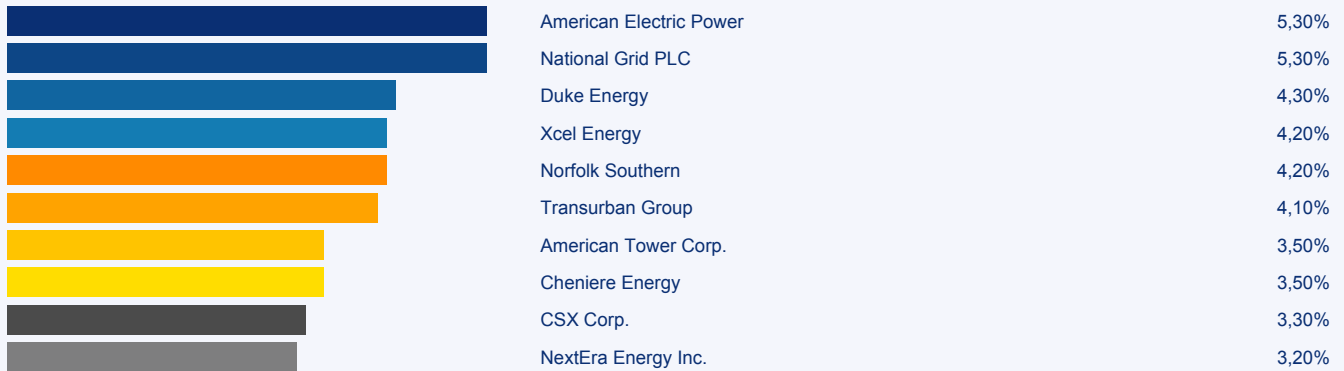 American Electric Power 5,30%
National Grid PLC 5,30%
Duke Energy 4,30%
Xcel Energy 4,20%
Norfolk Southern 4,20%
Transurban Group 4,10%
American Tower Corp. 3,50%
Cheniere Energy 3,50%
CSX Corp. 3,30%
NextEra Energy Inc. 3,20%